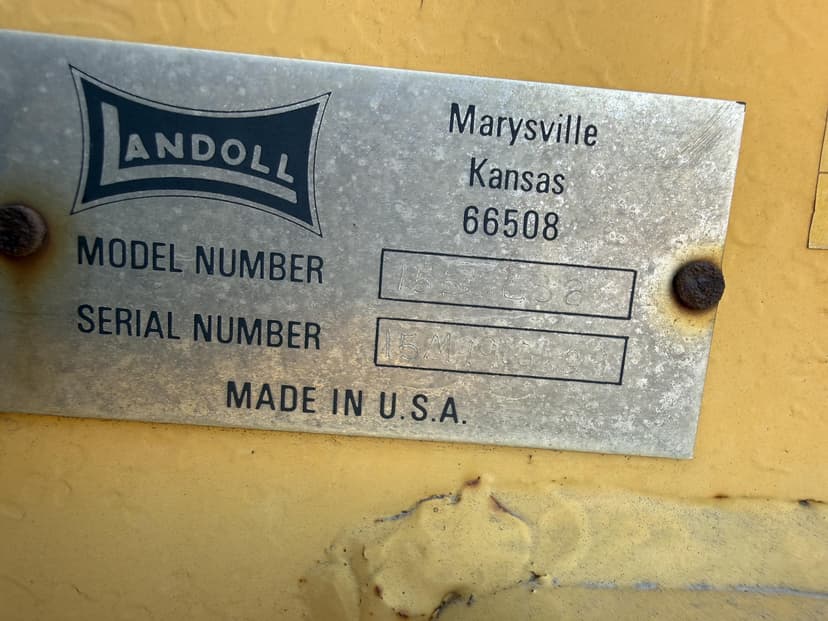 LANDOLL
Marysville
Kansas
66508
MODEL NUMBER
SERIAL NUMBER
MADE IN U.S.A.